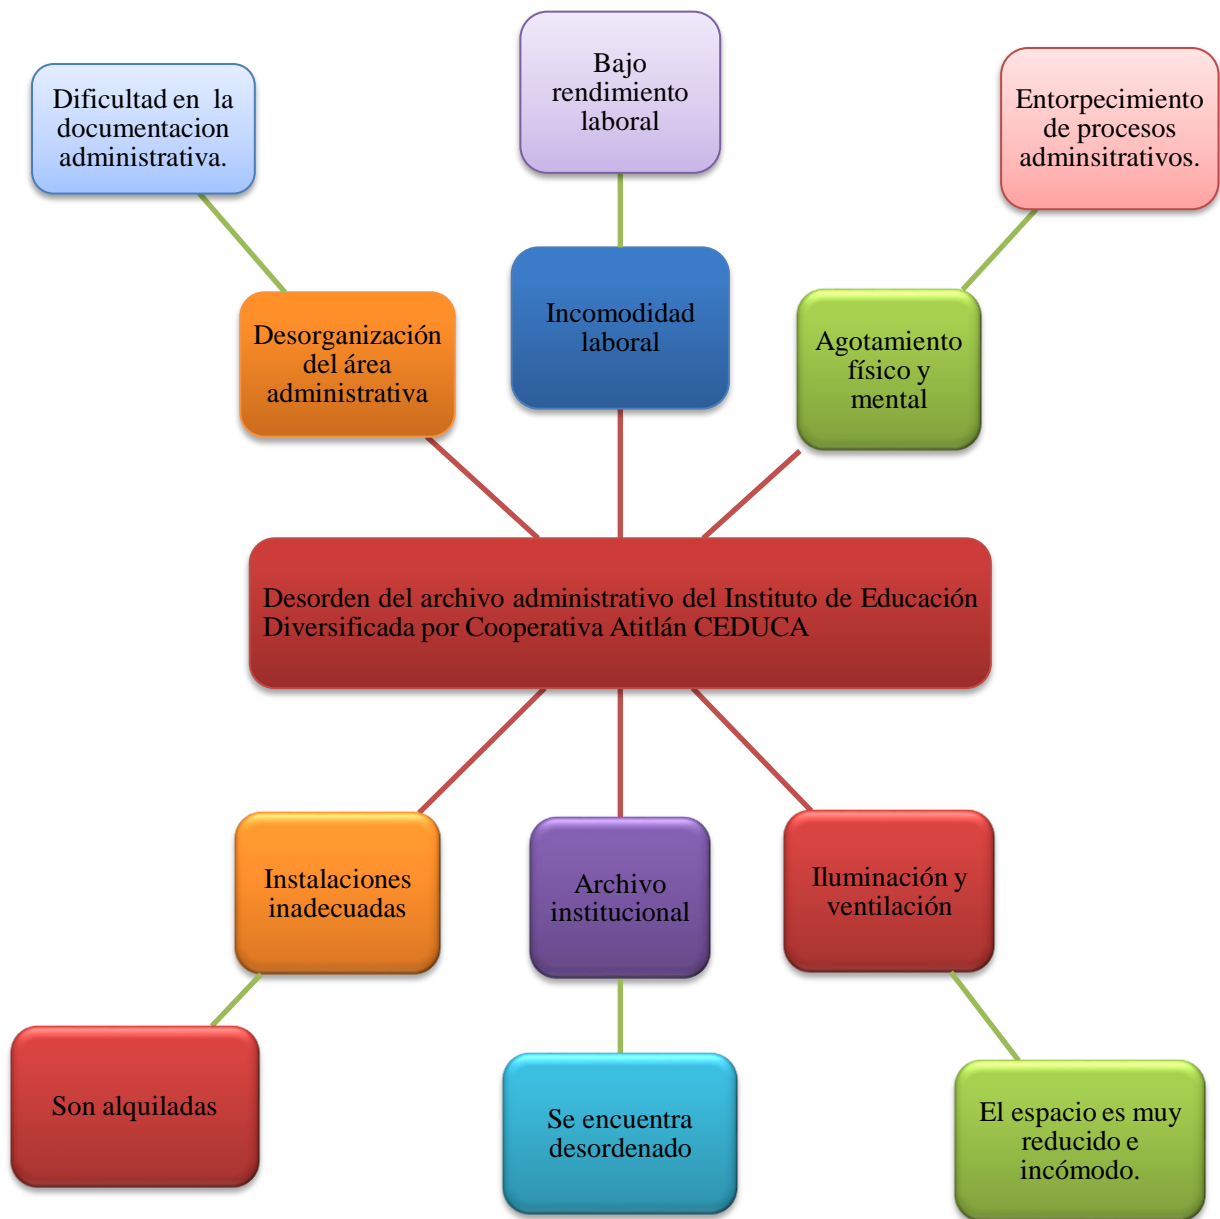 Dificultad en la
documentacion
administrativa.
Bajo
rendimiento
laboral
Entorpecimiento
de procesos
adminsitrativos.
Desorganización
del área
administrativa
Incomodidad
laboral
Agotamiento
físico y
mental
Desorden del archivo administrativo del Instituto de Educación
Diversificada por Cooperativa Atitlán CEDUCA
Instalaciones
inadecuadas
Archivo
institucional
Iluminación y
ventilación
Son alquiladas
Se encuentra
desordenado
El espacio es muy
reducido e
incómodo.